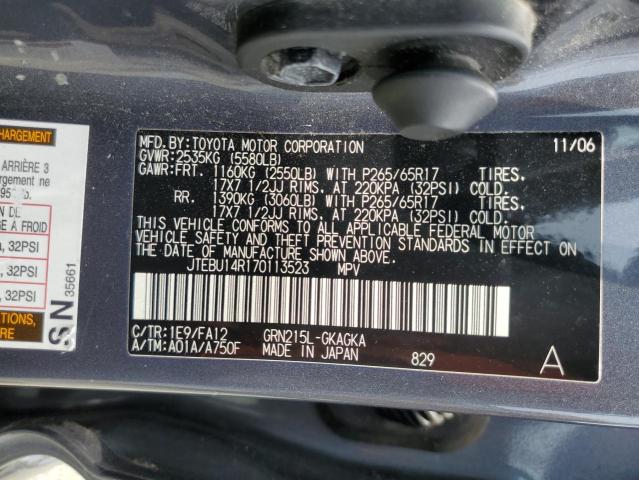 HARGEMENT
ARRIÈRE 3
argement ne
N DE
E A FROID
, 32PSI
, 32PSI
, 32PSI
TIONS,
re.
SN 35661
MFD.BY:TOYOTA MOTOR CORPORATION 11/06
GVWR:2535KG (5580LB)
GAWR:FRT. 1160KG (2550LB) WITH P265/65R17 TIRES.
17X7 1/2JJ RIMS. AT 220KPA (32PSI) COLD.
RR. 1390KG (3060LB) WITH P265/65R17 TIRES.
17X7 1/2JJ RIMS. AT 220KPA (32PSI) COLD.
THIS VEHICLE CONFORMS TO ALL APPLICABLE FEDERAL MOTOR
VEHICLE SAFETY AND THEFT PREVENTION STANDARDS IN EFFECT ON
THE DATE OF MANUFACTURE SHOWN ABOVE.
JTEBU14R170113523 MPV
C/TR:1E9/FA12 GRN215L-GKAGKA
A/TM:A01A/A750F MADE IN JAPAN 829 A